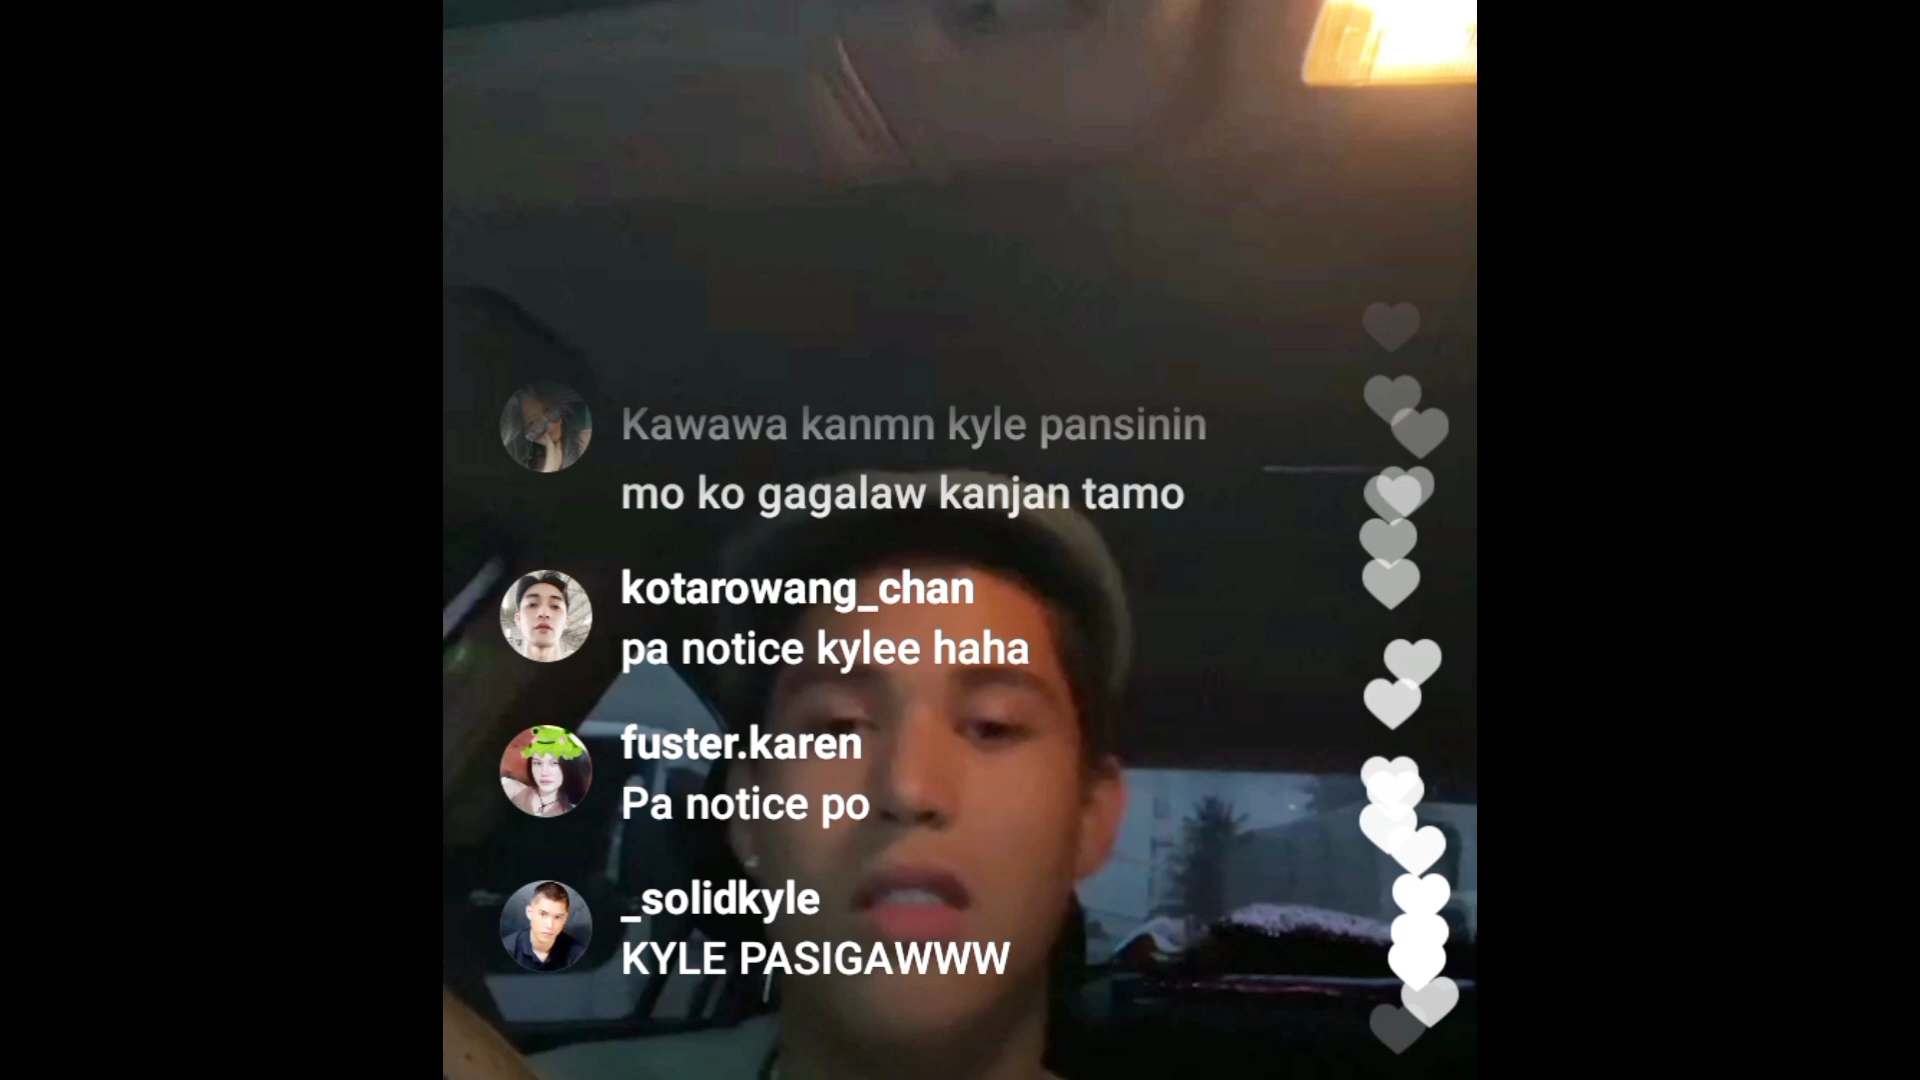 Kawawa kanmn kyle pansinin
mo ko gagalaw kanjan tamo
kotarowang_chan
pa notice kylee haha
fuster.karen
Pa notice po
_solidkyle
KYLE PASIGAWWW